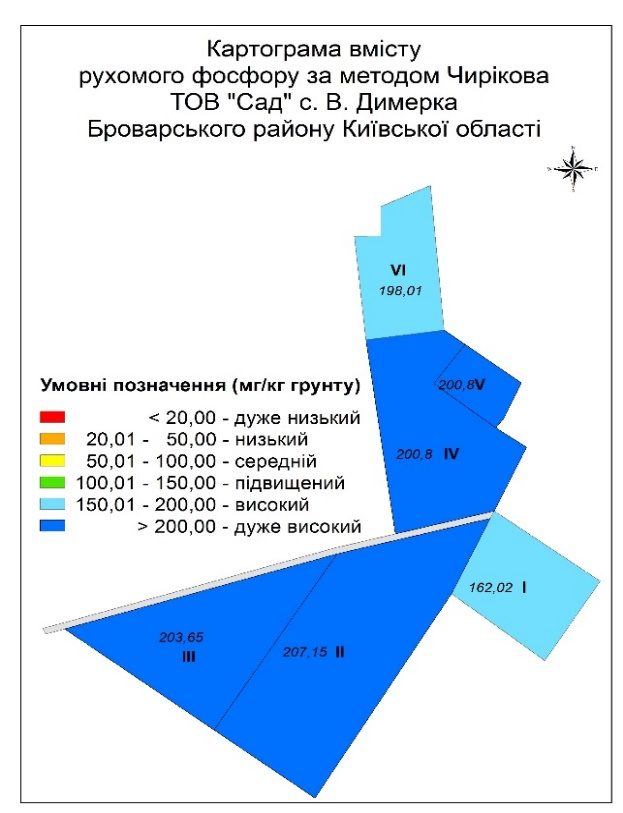 Картограма вмісту
рухомого фосфору за методом Чирікова
ТОВ "Сад" с. В. Димерка
Броварського району Київської області
VI
198,01
Умовні позначення (мг/кг грунту)
< 20,00 - дуже низький
20,01 - 50,00 - низький
50,01 - 100,00 - середній
100,01 - 150,00 - підвищений
150,01 - 200,00 - високий
> 200,00 - дуже високий
200,8 V
200,8 IV
162,02 I
203,65
III
207,15 II